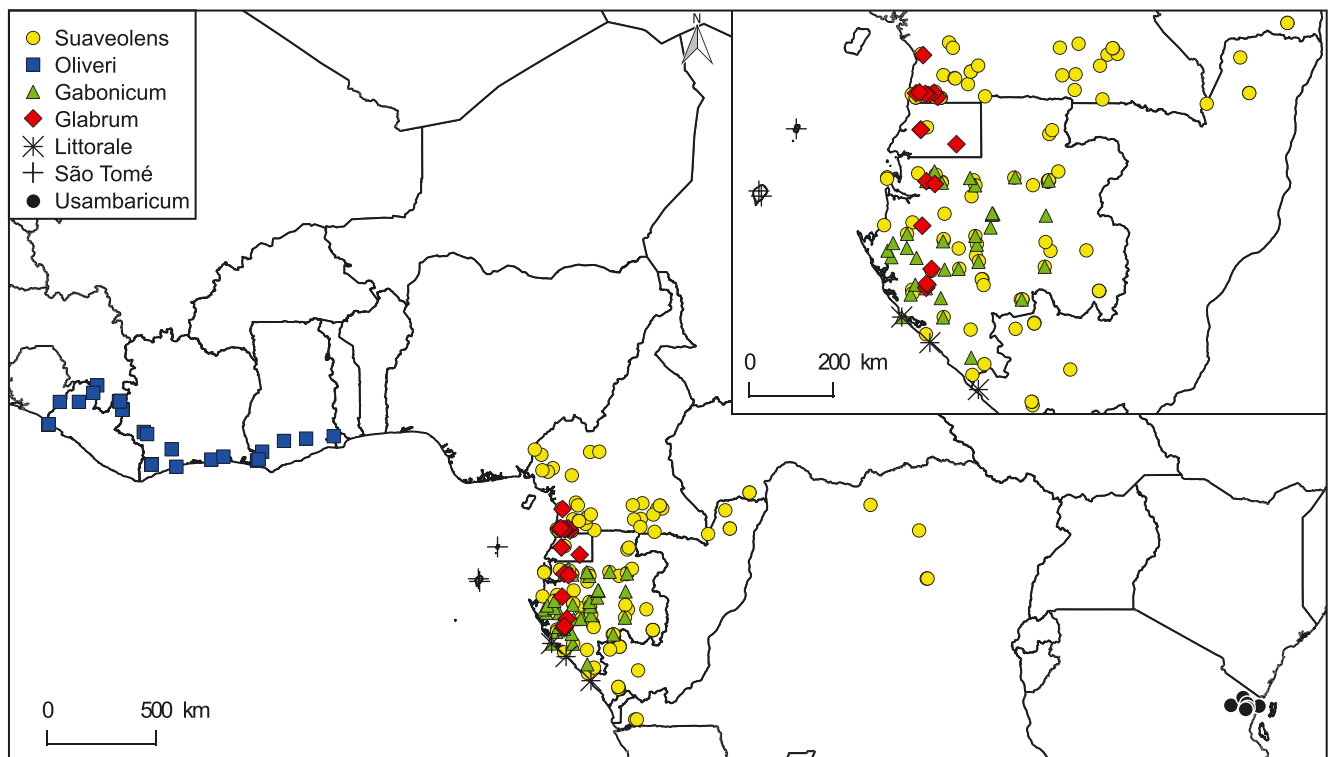 Suaveolens
Oliveri
Gabonicum
Glabrum
Littorale
São Tomé
Usambaricum
N
0 200 km
0 500 km